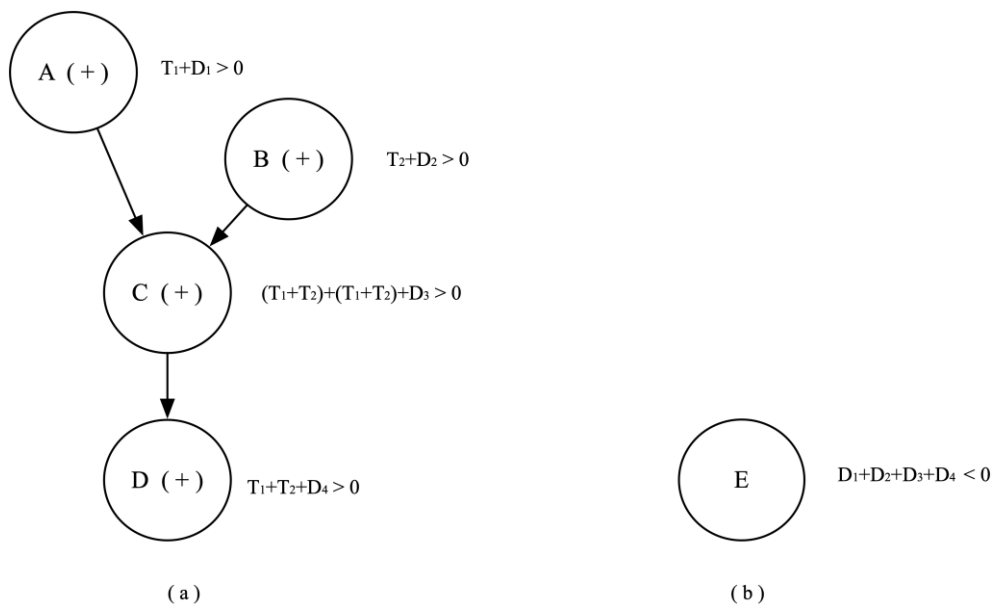 A ( + )
T₁+D₁ > 0
B ( + )
T₂+D₂ > 0
C ( + )
(T₁+T₂)+(T₁+T₂)+D₃ > 0
D ( + )
T₁+T₂+D₄ > 0
E
D₁+D₂+D₃+D₄ < 0
( a )
( b )